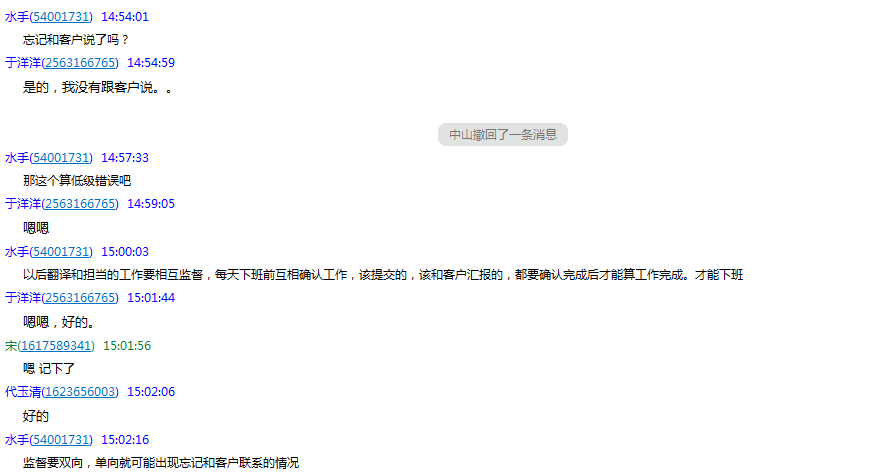 水手(54001731) 14:54:01
忘记和客户说了吗？
于洋洋(2563166765) 14:54:59
是的，我没有跟客户说。。
中山撤回了一条消息
水手(54001731) 14:57:33
那这个算低级错误吧
于洋洋(2563166765) 14:59:05
嗯嗯
水手(54001731) 15:00:03
以后翻译和担当的工作要相互监督，每天下班前互相确认工作，该提交的，该和客户汇报的，都要确认完成后才能算工作完成。才能下班
于洋洋(2563166765) 15:01:44
嗯嗯，好的。
宋(1617589341) 15:01:56
嗯 记下了
代玉清(1623656003) 15:02:06
好的
水手(54001731) 15:02:16
监督要双向，单向就可能出现忘记和客户联系的情况